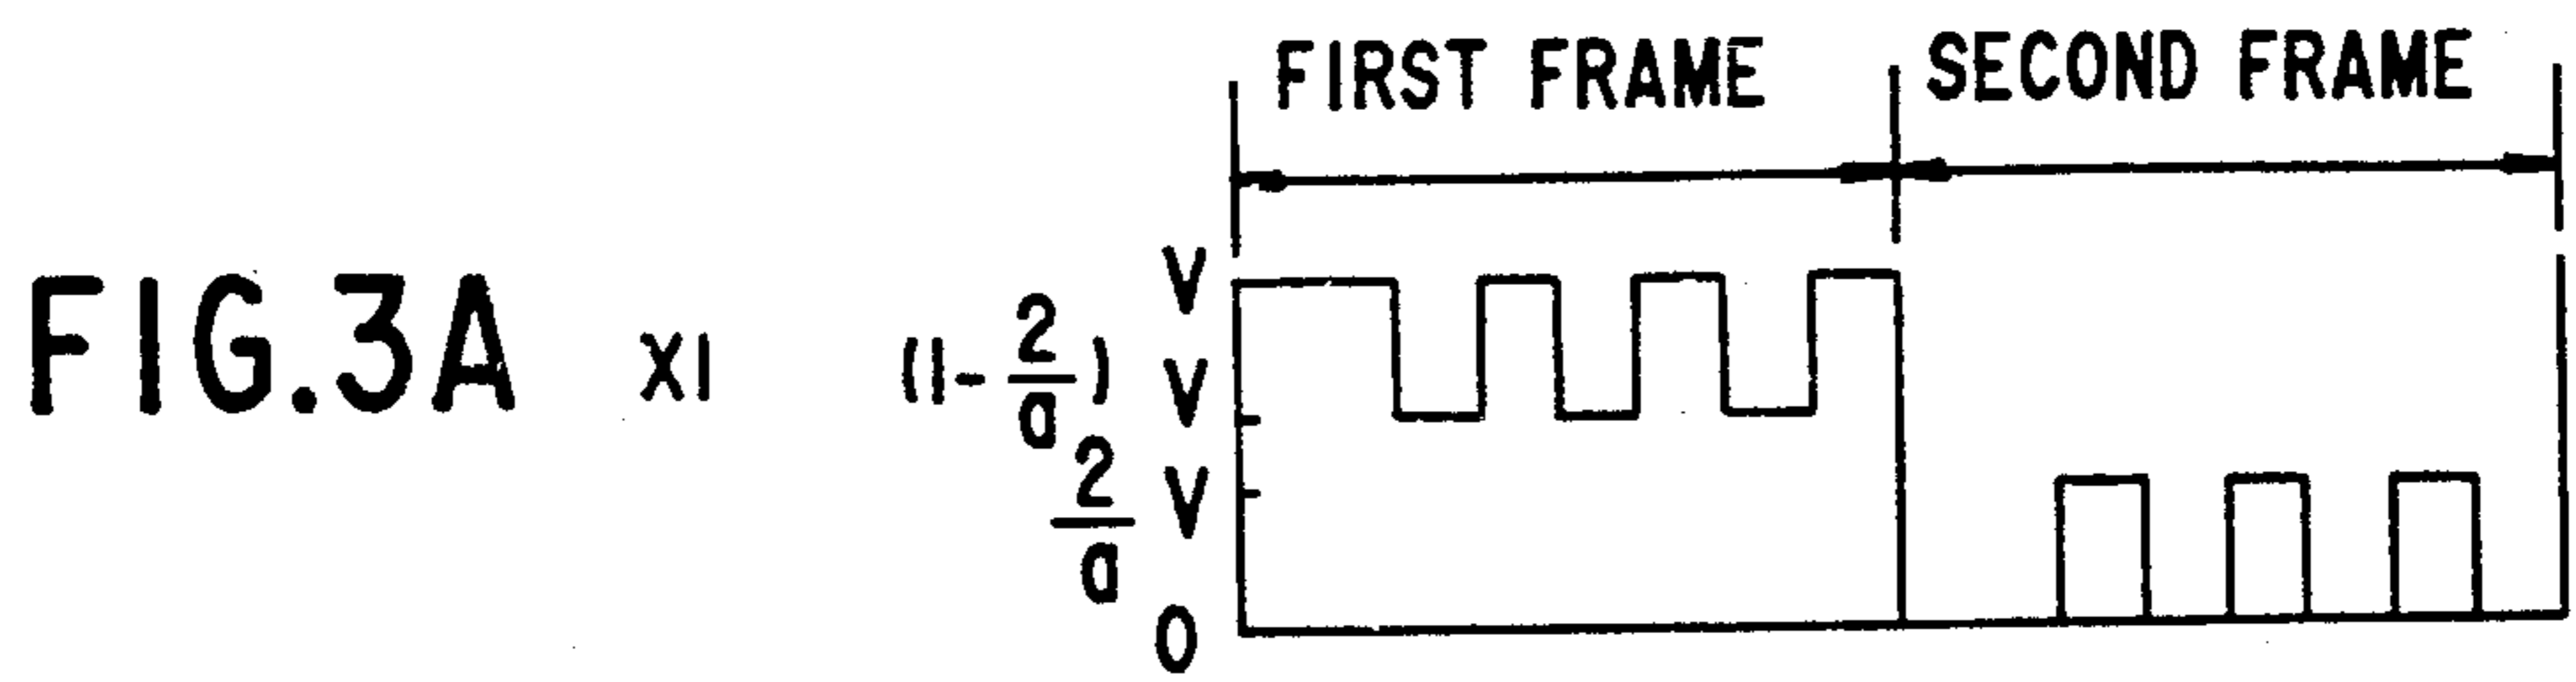 FIRST FRAME SECOND FRAME
FIG.3A X1
V
(1-2/a) V
2/a V
0